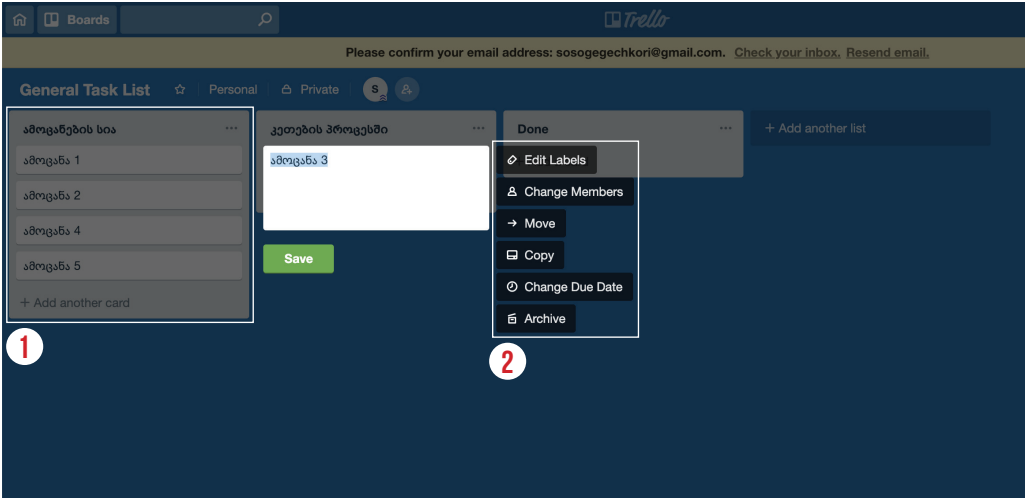 Boards
Trello
Please confirm your email address: sosogegechkori@gmail.com. Check your inbox. Resend email.
General Task List Personal Private S
ამოცანების სია ... კეთების პროცესში ... Done ... + Add another list
ამოცანა 1
ამოცანა 2
ამოცანა 4
ამოცანა 5
+ Add another card
ამოცანა 3
Save
Edit Labels
Change Members
→ Move
Copy
Change Due Date
Archive
1
2